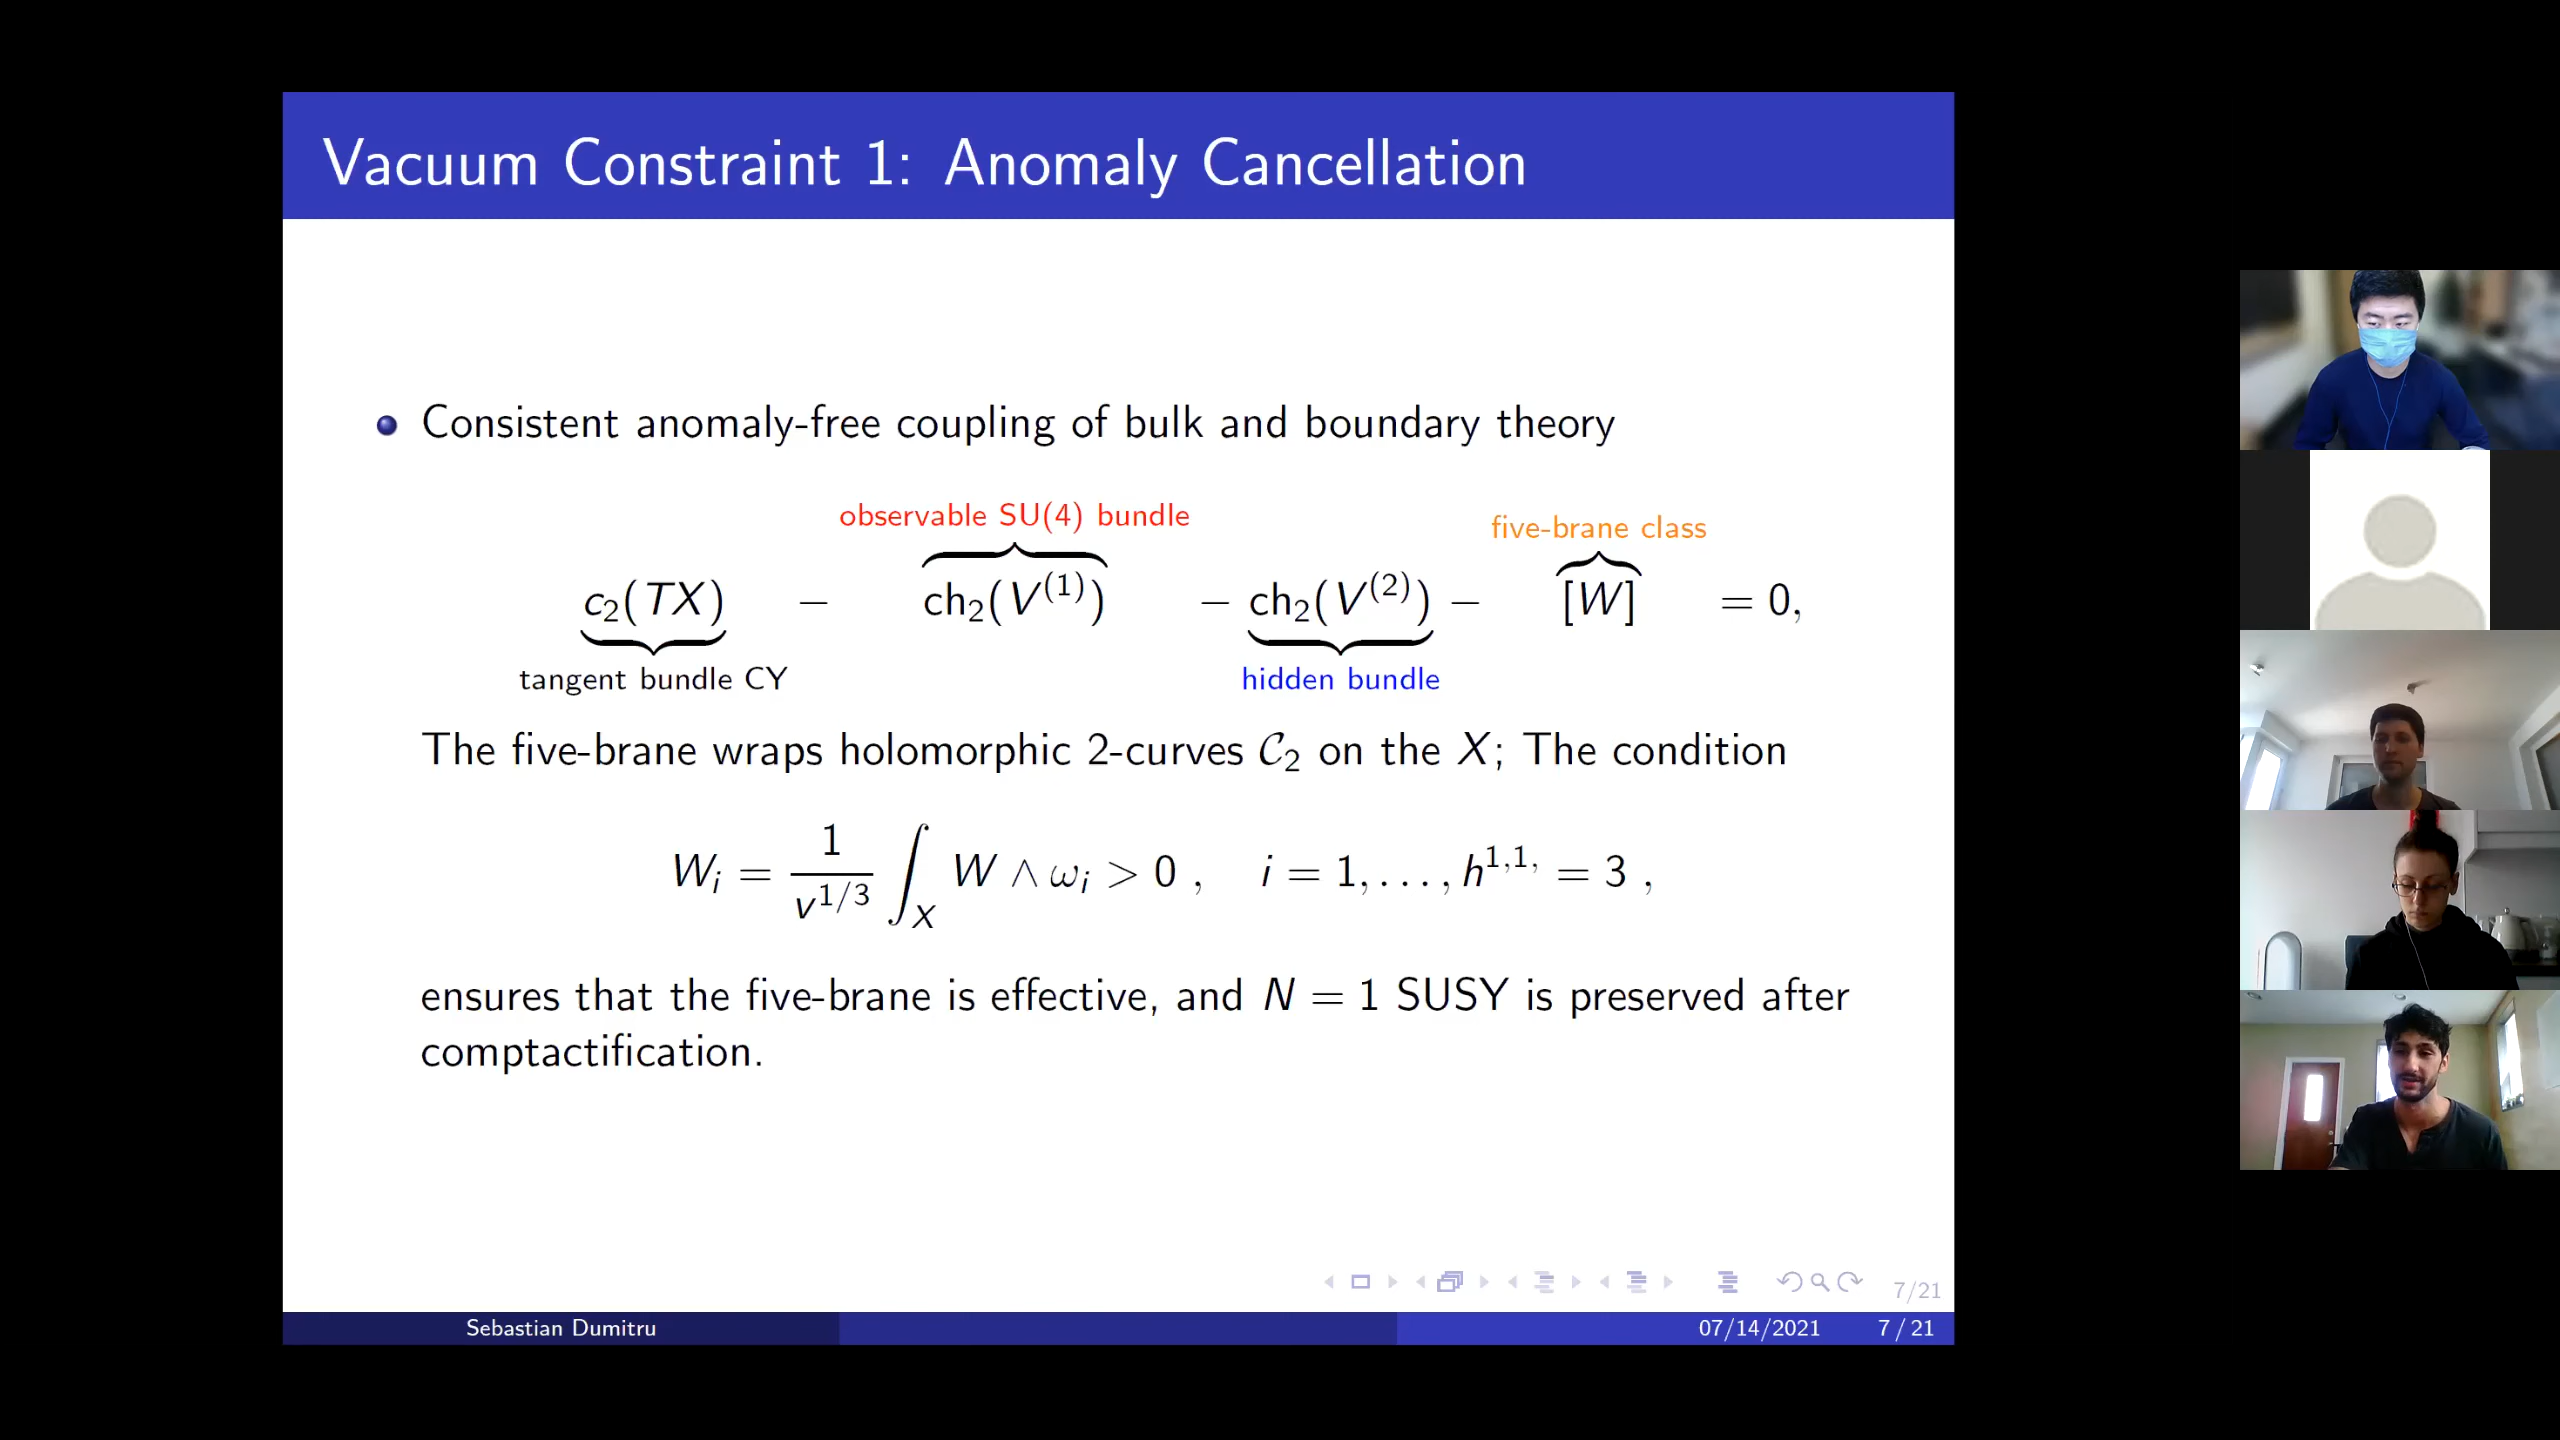 Vacuum Constraint 1: Anomaly Cancellation
Consistent anomaly-free coupling of bulk and boundary theory
observable SU(4) bundle
five-brane class
c₂(TX) − ch₂(V⁽¹⁾) − ch₂(V⁽²⁾) − [W] = 0,
tangent bundle CY
hidden bundle
The five-brane wraps holomorphic 2-curves 𝒞₂ on the X; The condition
Wᵢ = 1/v^{1/3} ∫_X W ∧ ωᵢ > 0 , i = 1, . . . , h^{1,1,} = 3 ,
ensures that the five-brane is effective, and N = 1 SUSY is preserved after
comptactification.
7/21
Sebastian Dumitru
07/14/2021
7 / 21